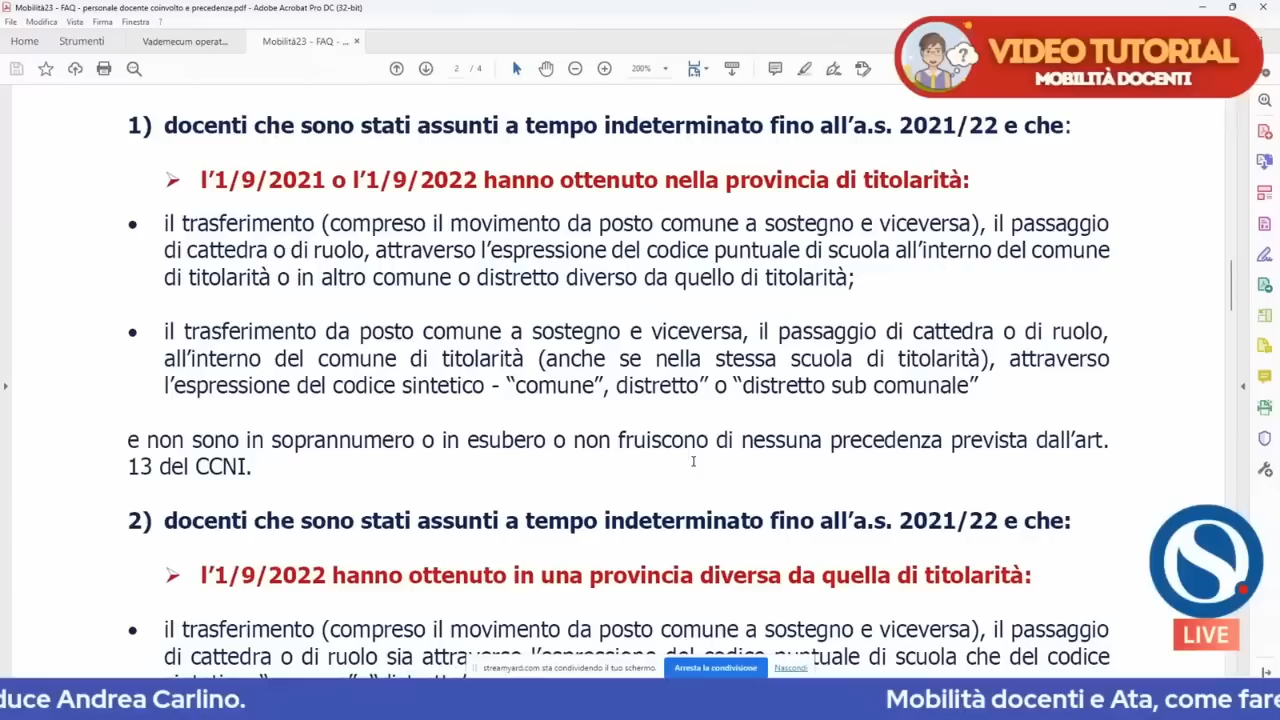 Mobilità23 - FAQ - personale docente coinvolto e precedenze.pdf - Adobe Acrobat Pro DC (32-bit)
File Modifica Vista Firma Finestra ?
Home Strumenti Vademecum operat... Mobilità23 - FAQ - ... ×
2 / 4 200%
VIDEO TUTORIAL
MOBILITÀ DOCENTI
1) docenti che sono stati assunti a tempo indeterminato fino all’a.s. 2021/22 e che:
➢ l’1/9/2021 o l’1/9/2022 hanno ottenuto nella provincia di titolarità:
• il trasferimento (compreso il movimento da posto comune a sostegno e viceversa), il passaggio
di cattedra o di ruolo, attraverso l’espressione del codice puntuale di scuola all’interno del comune
di titolarità o in altro comune o distretto diverso da quello di titolarità;
• il trasferimento da posto comune a sostegno e viceversa, il passaggio di cattedra o di ruolo,
all’interno del comune di titolarità (anche se nella stessa scuola di titolarità), attraverso
l’espressione del codice sintetico - “comune”, distretto” o “distretto sub comunale”
e non sono in soprannumero o in esubero o non fruiscono di nessuna precedenza prevista dall’art.
13 del CCNI.
2) docenti che sono stati assunti a tempo indeterminato fino all’a.s. 2021/22 e che:
➢ l’1/9/2022 hanno ottenuto in una provincia diversa da quella di titolarità:
• il trasferimento (compreso il movimento da posto comune a sostegno e viceversa), il passaggio
di cattedra o di ruolo sia puntuale di scuola che del codice
streamyard.com sta condividendo il tuo schermo. Arresta la condivisione Nascondi
S
LIVE
duce Andrea Carlino. Mobilità docenti e Ata, come fare